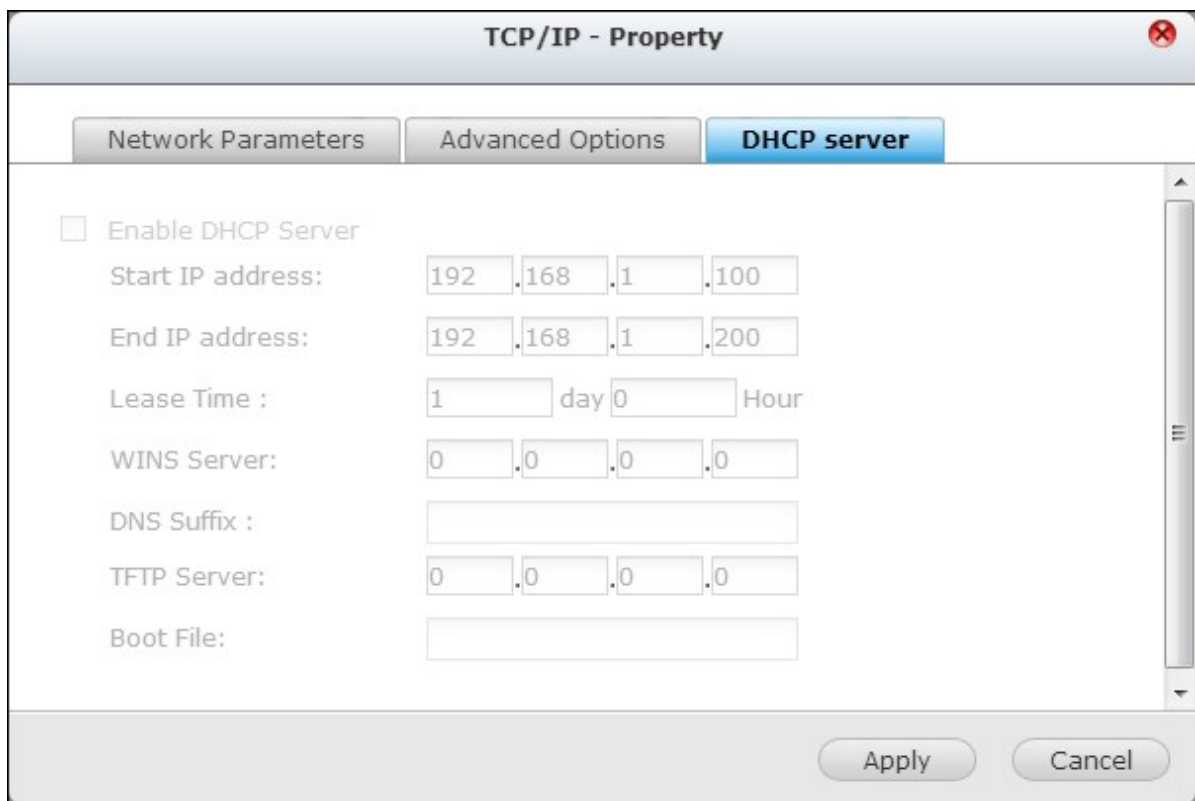 TCP/IP - Property
Network Parameters Advanced Options DHCP server
Enable DHCP Server
Start IP address: 192 .168 .1 .100
End IP address: 192 .168 .1 .200
Lease Time : 1 day 0 Hour
WINS Server: 0 .0 .0 .0
DNS Suffix :
TFTP Server: 0 .0 .0 .0
Boot File:
Apply Cancel